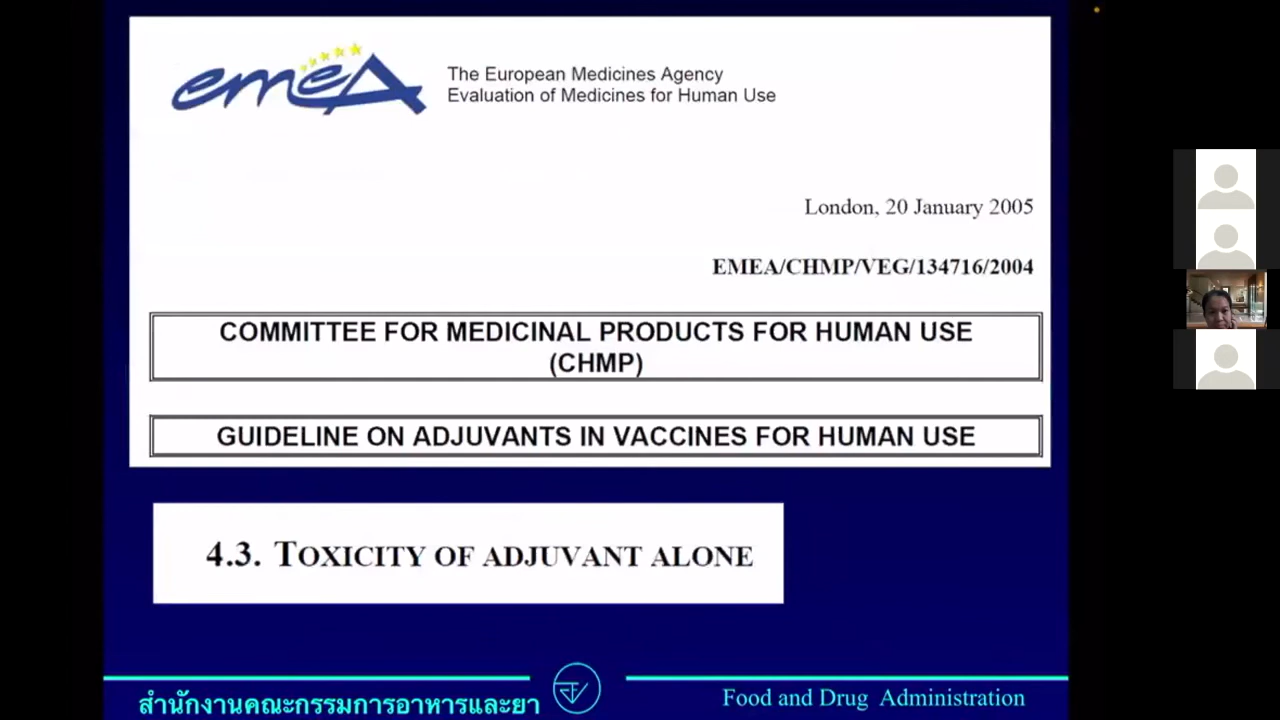 emeA
The European Medicines Agency
Evaluation of Medicines for Human Use
London, 20 January 2005
EMEA/CHMP/VEG/134716/2004
COMMITTEE FOR MEDICINAL PRODUCTS FOR HUMAN USE
(CHMP)
GUIDELINE ON ADJUVANTS IN VACCINES FOR HUMAN USE
4.3. TOXICITY OF ADJUVANT ALONE
สำนักงานคณะกรรมการอาหารและยา
Food and Drug Administration